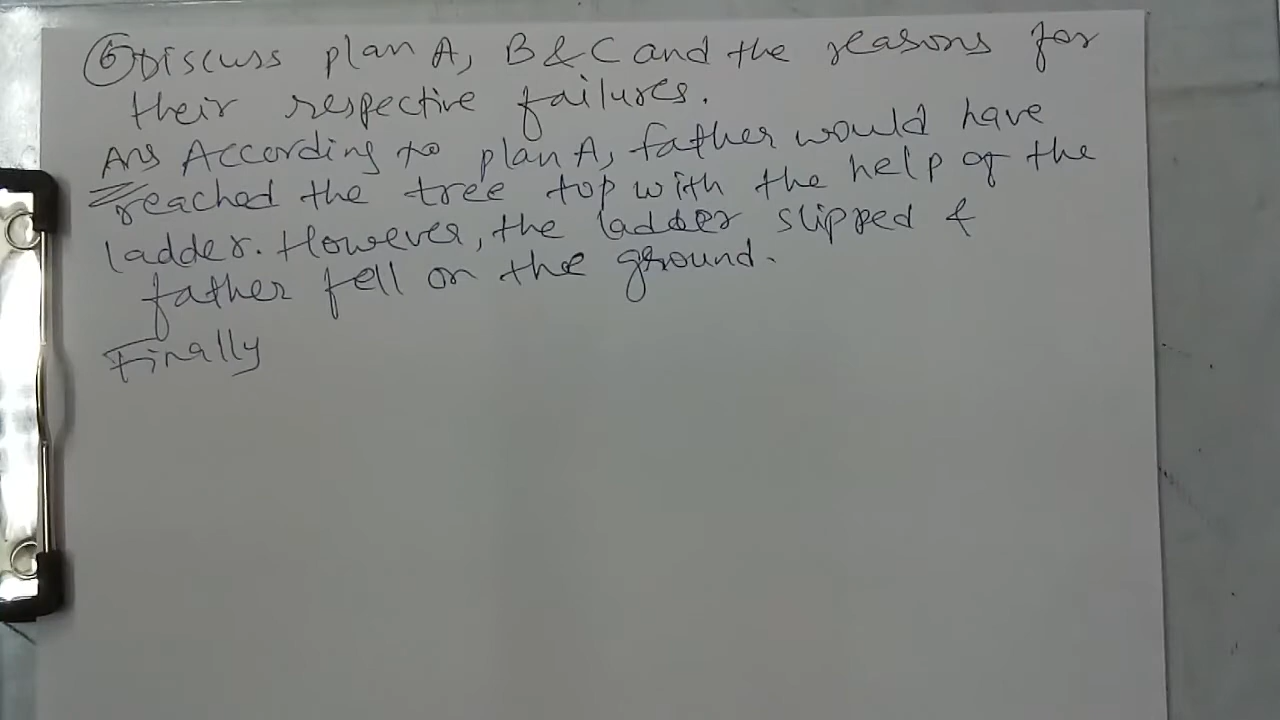 ⑥ Discuss plan A, B & C and the reasons for
their respective failures.
Ans According to plan A, father would have
reached the tree top with the help of the
ladder. However, the ladder slipped &
father fell on the ground.
Finally